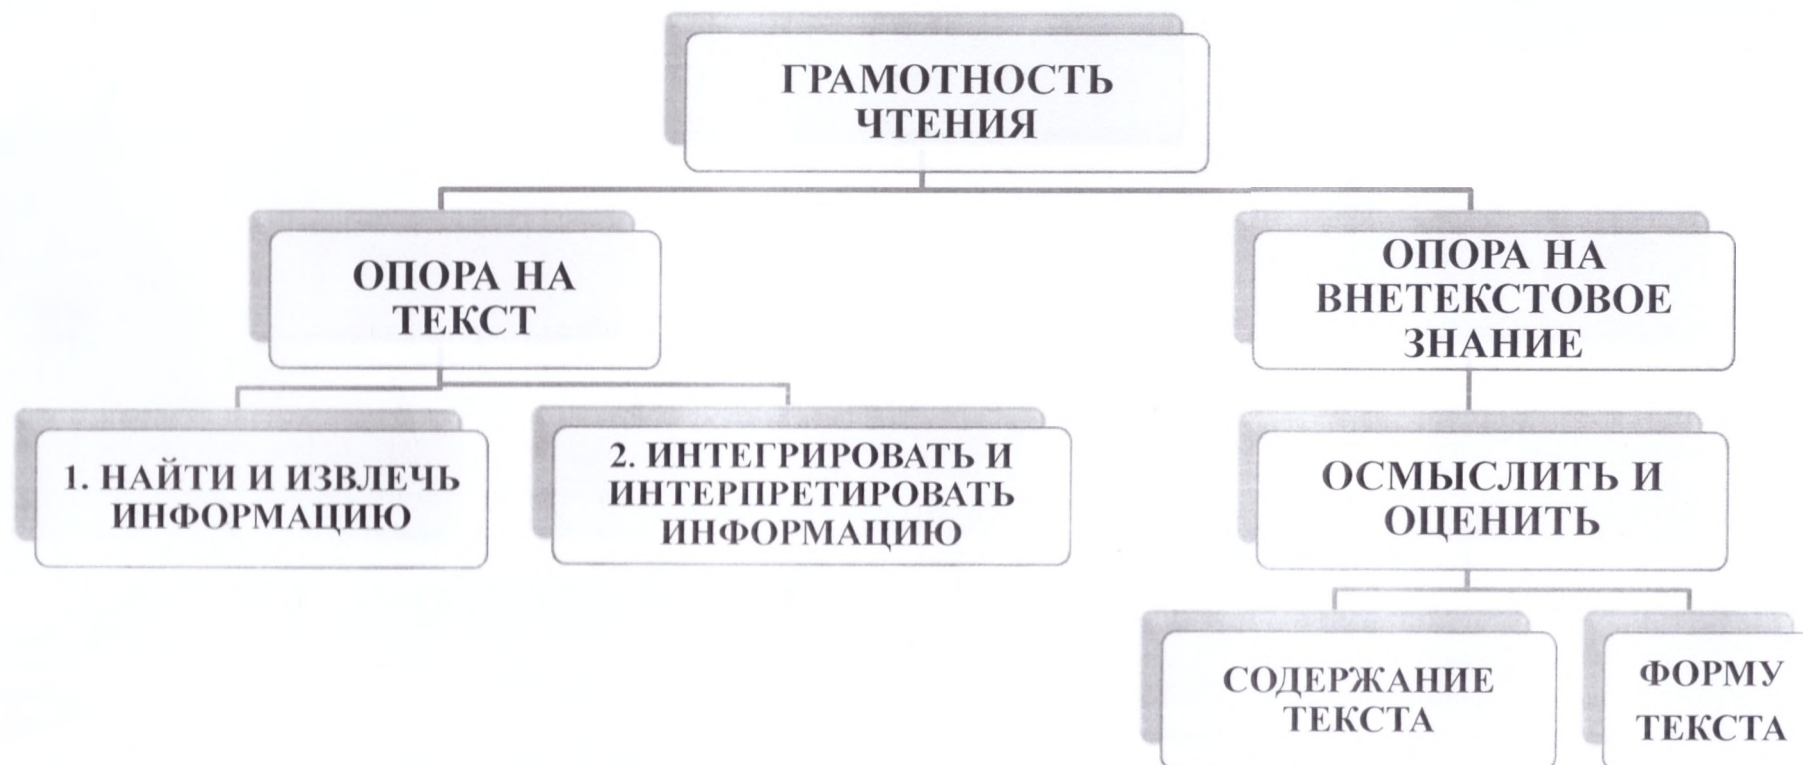 ГРАМОТНОСТЬ
ЧТЕНИЯ
ОПОРА НА
ТЕКСТ
ОПОРА НА
ВНЕТЕКСТОВОЕ
ЗНАНИЕ
1. НАЙТИ И ИЗВЛЕЧЬ
ИНФОРМАЦИЮ
2. ИНТЕГРИРОВАТЬ И
ИНТЕРПРЕТИРОВАТЬ
ИНФОРМАЦИЮ
ОСМЫСЛИТЬ И
ОЦЕНИТЬ
СОДЕРЖАНИЕ
ТЕКСТА
ФОРМУ
ТЕКСТА